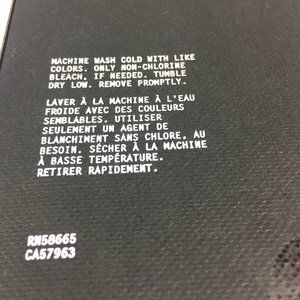 MACHINE WASH COLD WITH LIKE
COLORS. ONLY NON-CHLORINE
BLEACH, IF NEEDED. TUMBLE
DRY LOW. REMOVE PROMPTLY.
LAVER À LA MACHINE À L'EAU
FROIDE AVEC DES COULEURS
SEMBLABLES. UTILISER
SEULEMENT UN AGENT DE
BLANCHIMENT SANS CHLORE, AU
BESOIN. SÉCHER À LA MACHINE
À BASSE TEMPÉRATURE.
RETIRER RAPIDEMENT.
RN58665
CA57963